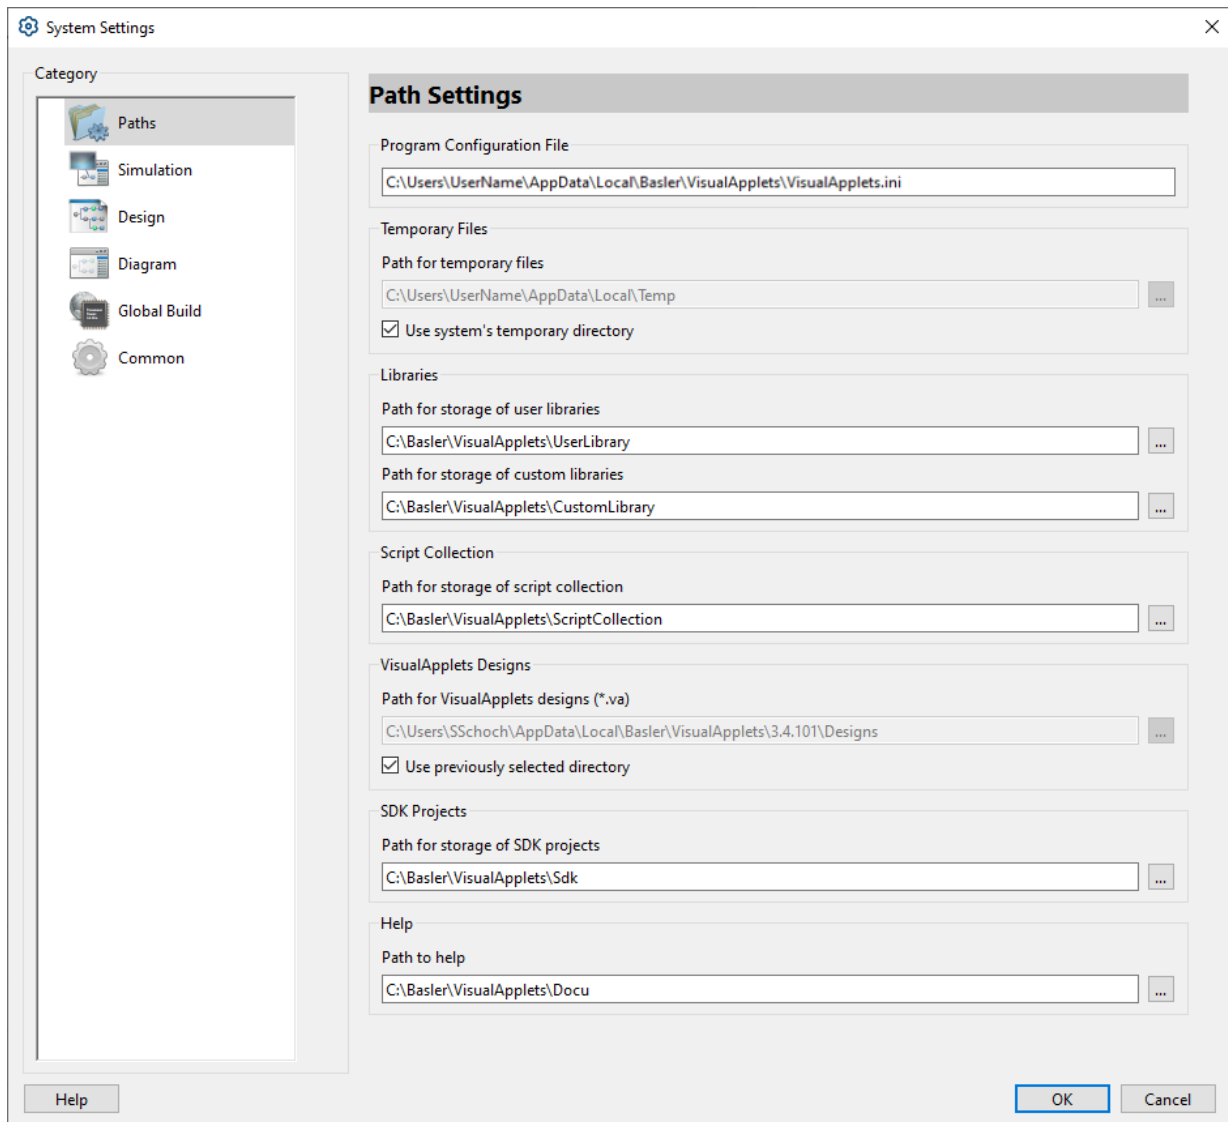 System Settings
Category
Paths
Simulation
Design
Diagram
Global Build
Common
Path Settings
Program Configuration File
C:\Users\UserName\AppData\Local\Basler\VisualApplets\VisualApplets.ini
Temporary Files
Path for temporary files
C:\Users\UserName\AppData\Local\Temp
...
Use system's temporary directory
Libraries
Path for storage of user libraries
C:\Basler\VisualApplets\UserLibrary
...
Path for storage of custom libraries
C:\Basler\VisualApplets\CustomLibrary
...
Script Collection
Path for storage of script collection
C:\Basler\VisualApplets\ScriptCollection
...
VisualApplets Designs
Path for VisualApplets designs (*.va)
C:\Users\SSchoch\AppData\Local\Basler\VisualApplets\3.4.101\Designs
...
Use previously selected directory
SDK Projects
Path for storage of SDK projects
C:\Basler\VisualApplets\Sdk
...
Help
Path to help
C:\Basler\VisualApplets\Docu
...
Help
OK
Cancel